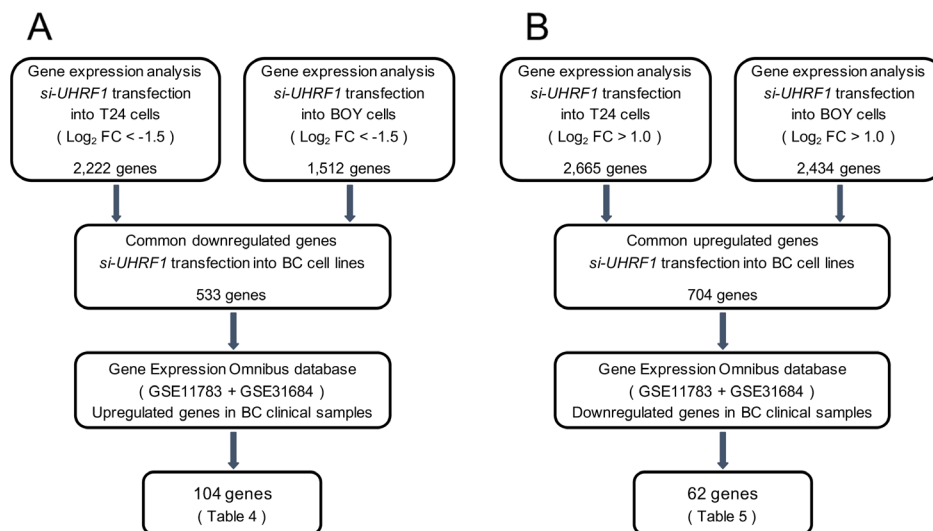 A
Gene expression analysis
si-UHRF1 transfection
into T24 cells
( Log₂ FC < -1.5 )
2,222 genes
Gene expression analysis
si-UHRF1 transfection
into BOY cells
( Log₂ FC < -1.5 )
1,512 genes
Common downregulated genes
si-UHRF1 transfection into BC cell lines
533 genes
Gene Expression Omnibus database
( GSE11783 + GSE31684 )
Upregulated genes in BC clinical samples
104 genes
( Table 4 )
B
Gene expression analysis
si-UHRF1 transfection
into T24 cells
( Log₂ FC > 1.0 )
2,665 genes
Gene expression analysis
si-UHRF1 transfection
into BOY cells
( Log₂ FC > 1.0 )
2,434 genes
Common upregulated genes
si-UHRF1 transfection into BC cell lines
704 genes
Gene Expression Omnibus database
( GSE11783 + GSE31684 )
Downregulated genes in BC clinical samples
62 genes
( Table 5 )